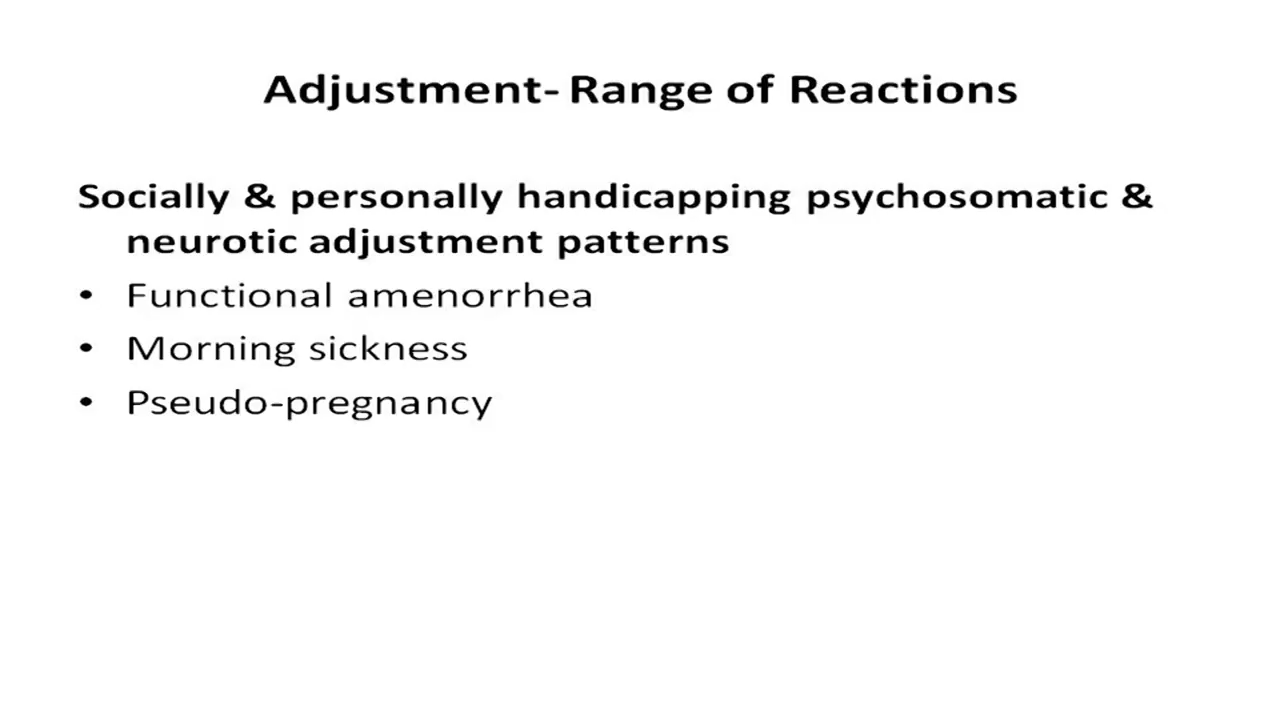 Adjustment- Range of Reactions
Socially & personally handicapping psychosomatic &
neurotic adjustment patterns
• Functional amenorrhea
• Morning sickness
• Pseudo-pregnancy